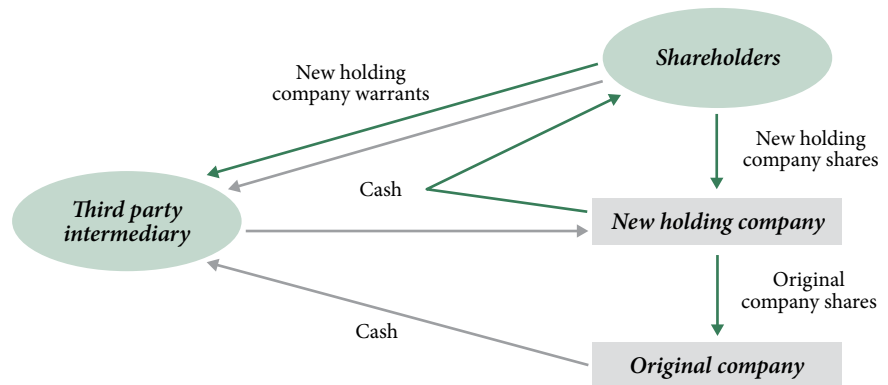 Shareholders
New holding
company warrants
New holding
company shares
Cash
Third party
intermediary
New holding company
Original
company shares
Cash
Original company